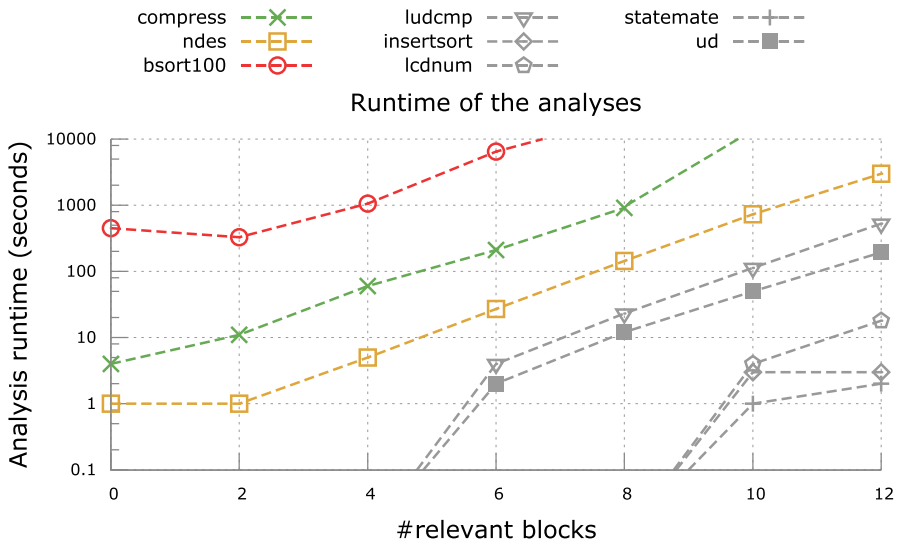 compress ludcmp statemate
ndes insertsort ud
bsort100 lcdnum
Runtime of the analyses
Analysis runtime (seconds)
10000
1000
100
10
1
0.1
0 2 4 6 8 10 12
#relevant blocks